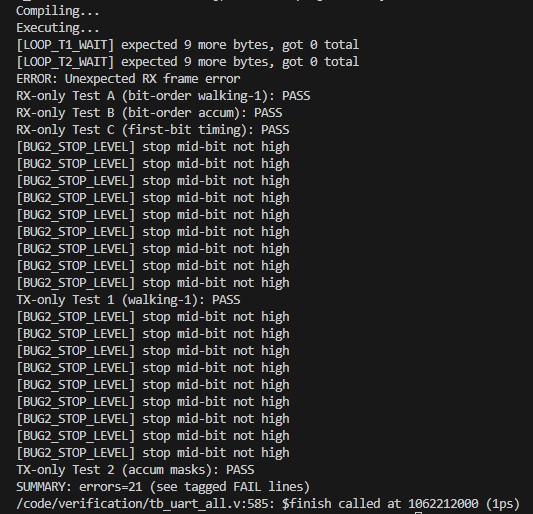 Compiling...
Executing...
[LOOP_T1_WAIT] expected 9 more bytes, got 0 total
[LOOP_T2_WAIT] expected 9 more bytes, got 0 total
ERROR: Unexpected RX frame error
RX-only Test A (bit-order walking-1): PASS
RX-only Test B (bit-order accum): PASS
RX-only Test C (first-bit timing): PASS
[BUG2_STOP_LEVEL] stop mid-bit not high
[BUG2_STOP_LEVEL] stop mid-bit not high
[BUG2_STOP_LEVEL] stop mid-bit not high
[BUG2_STOP_LEVEL] stop mid-bit not high
[BUG2_STOP_LEVEL] stop mid-bit not high
[BUG2_STOP_LEVEL] stop mid-bit not high
[BUG2_STOP_LEVEL] stop mid-bit not high
[BUG2_STOP_LEVEL] stop mid-bit not high
[BUG2_STOP_LEVEL] stop mid-bit not high
TX-only Test 1 (walking-1): PASS
[BUG2_STOP_LEVEL] stop mid-bit not high
[BUG2_STOP_LEVEL] stop mid-bit not high
[BUG2_STOP_LEVEL] stop mid-bit not high
[BUG2_STOP_LEVEL] stop mid-bit not high
[BUG2_STOP_LEVEL] stop mid-bit not high
[BUG2_STOP_LEVEL] stop mid-bit not high
[BUG2_STOP_LEVEL] stop mid-bit not high
[BUG2_STOP_LEVEL] stop mid-bit not high
[BUG2_STOP_LEVEL] stop mid-bit not high
TX-only Test 2 (accum masks): PASS
SUMMARY: errors=21 (see tagged FAIL lines)
/code/verification/tb_uart_all.v:585: $finish called at 1062212000 (1ps)